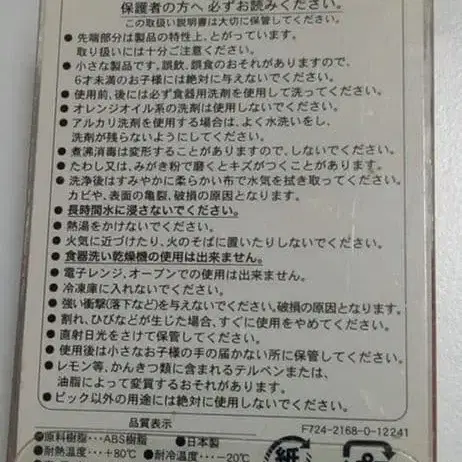 保護者の方へ 必ずお読みください。
この取扱い説明書は大切に保管してください。
●先端部分は製品の特性上、とがっています。
取り扱いには十分ご注意ください。
●小さな製品です。誤飲、誤食のおそれがありますので、
6才未満のお子様には絶対に与えないでください。
●使用前、後には必ず食器用洗剤を使用して洗ってください。
●オレンジオイル系の洗剤は使用しないでください。
●アルカリ洗剤を使用する場合は、よく水洗いをし、
洗剤が残らないようにしてください。
●煮沸消毒は変形することがありますので、しないでください。
●たわし又は、みがき粉で磨くとキズがつくことがあります。
●洗浄後はすみやかに柔らかい布で水気を拭き取ってください。
カビや、表面の亀裂、破損の原因となります。
●長時間水に浸さないでください。
●熱湯をかけないでください。
●火気に近づけたり、火のそばに置いたりしないでください。
●食器洗い乾燥機の使用は出来ません。
●電子レンジ、オーブンでの使用は出来ません。
●冷凍庫に入れないでください。
●強い衝撃(落下など)を与えないでください。破損の原因となります。
●割れ、ひびなどが生じた場合、すぐに使用をやめてください。
●直射日光をさけて保管してください。
●使用後は小さなお子様の手の届かない所に保管してください。
●レモン等、かんきつ類に含まれるテルペンまたは、
油脂によって変質するおそれがあります。
●ピック以外の用途には絶対に使用しないでください。
品質表示
F724-2168-0-12241
●原料樹脂…ABS樹脂 ●日本製
●耐熱温度…+80℃ ●耐冷温度…-20℃
紙